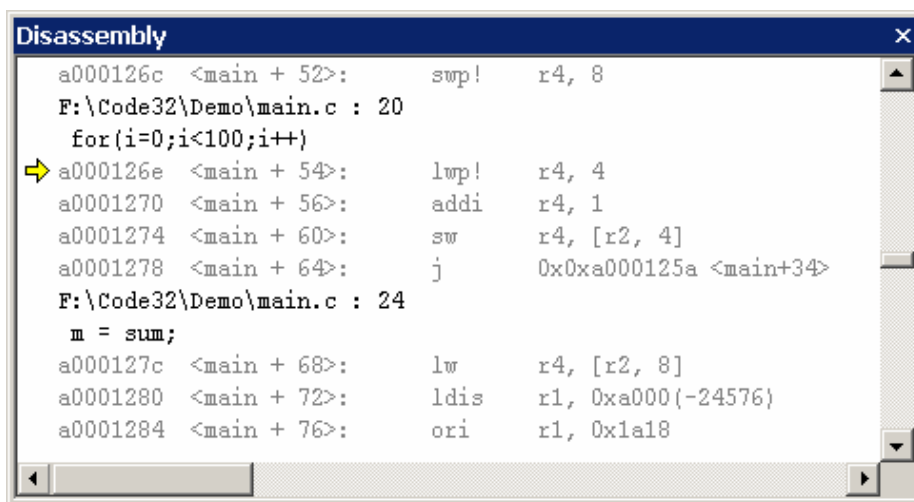 Disassembly
a000126c <main + 52>: swp! r4, 8
F:\Code32\Demo\main.c : 20
for(i=0;i<100;i++)
a000126e <main + 54>: lwp! r4, 4
a0001270 <main + 56>: addi r4, 1
a0001274 <main + 60>: sw r4, [r2, 4]
a0001278 <main + 64>: j 0x0xa000125a <main+34>
F:\Code32\Demo\main.c : 24
m = sum;
a000127c <main + 68>: lw r4, [r2, 8]
a0001280 <main + 72>: ldis r1, 0xa000(-24576)
a0001284 <main + 76>: ori r1, 0x1a18